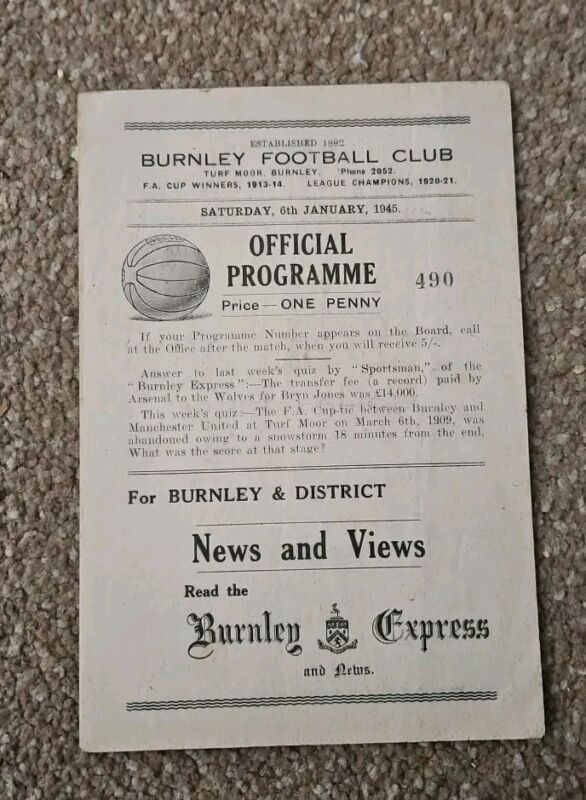 ESTABLISHED 1882.
BURNLEY FOOTBALL CLUB
TURF MOOR, BURNLEY. 'Phone 2052.
F.A. CUP WINNERS, 1913-14. LEAGUE CHAMPIONS, 1920-21.
SATURDAY, 6th JANUARY, 1945.
OFFICIAL
PROGRAMME
490
Price — ONE PENNY
If your Programme Number appears on the Board, call
at the Office after the match, when you will receive 5/-.
Answer to last week's quiz by "Sportsman," of the
"Burnley Express":—The transfer fee (a record) paid by
Arsenal to the Wolves for Bryn Jones was £14,000.
This week's quiz:—The F.A. Cup-tie between Burnley and
Manchester United at Turf Moor on March 6th, 1909, was
abandoned owing to a snowstorm 18 minutes from the end.
What was the score at that stage?
For BURNLEY & DISTRICT
News and Views
Read the
Burnley Express
and News.